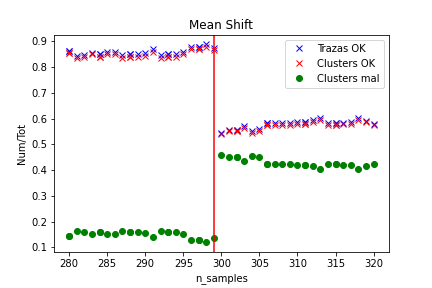 Mean Shift
Trazas OK
Clusters OK
Clusters mal
Num/Tot
0.9
0.8
0.7
0.6
0.5
0.4
0.3
0.2
0.1
280 285 290 295 300 305 310 315 320
n_samples